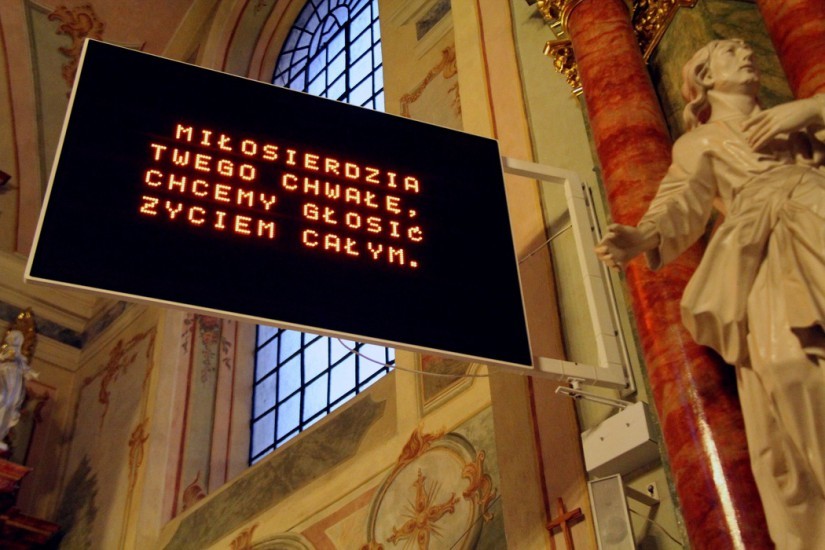 MIŁOSIERDZIA
TWEGO CHWAŁĘ,
CHCEMY GŁOSIĆ
ŻYCIEM CAŁYM.